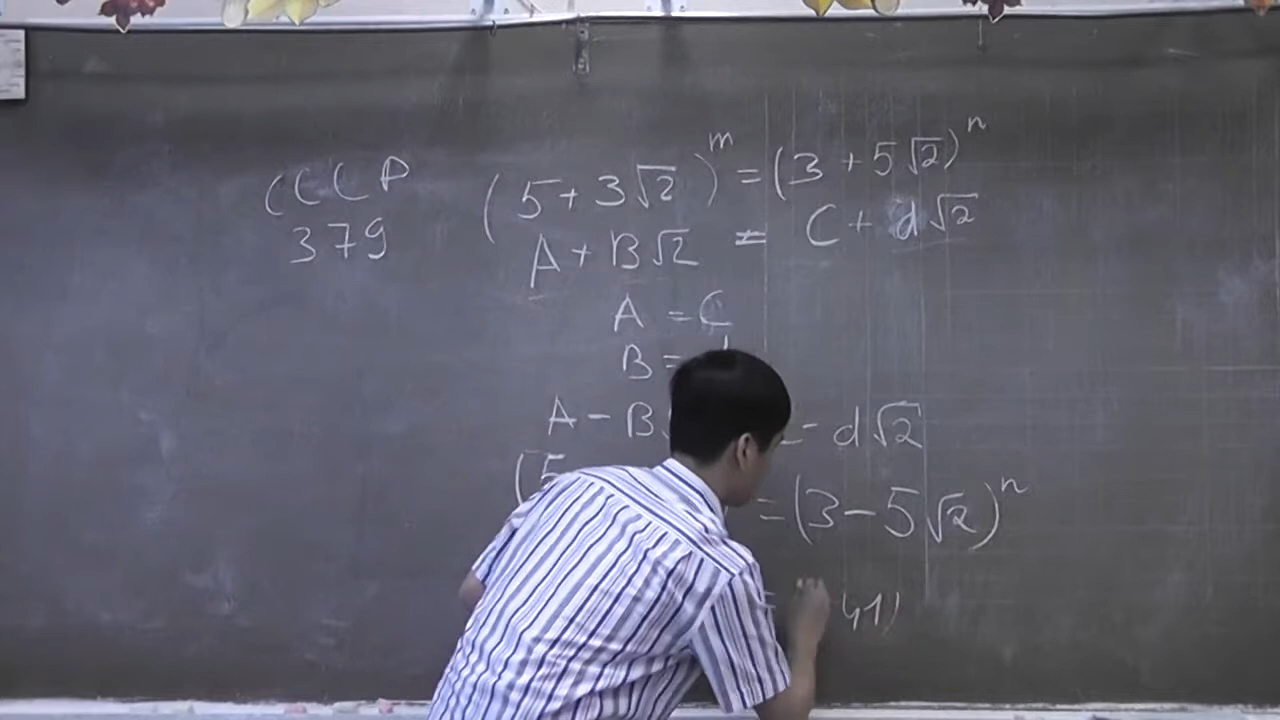 СССР
379
(5+3√2)^m = (3+5√2)^n
A+B√2 = C+d√2
A = C
B =
A-B - d√2
(5 = (3-5√2)^n
41)